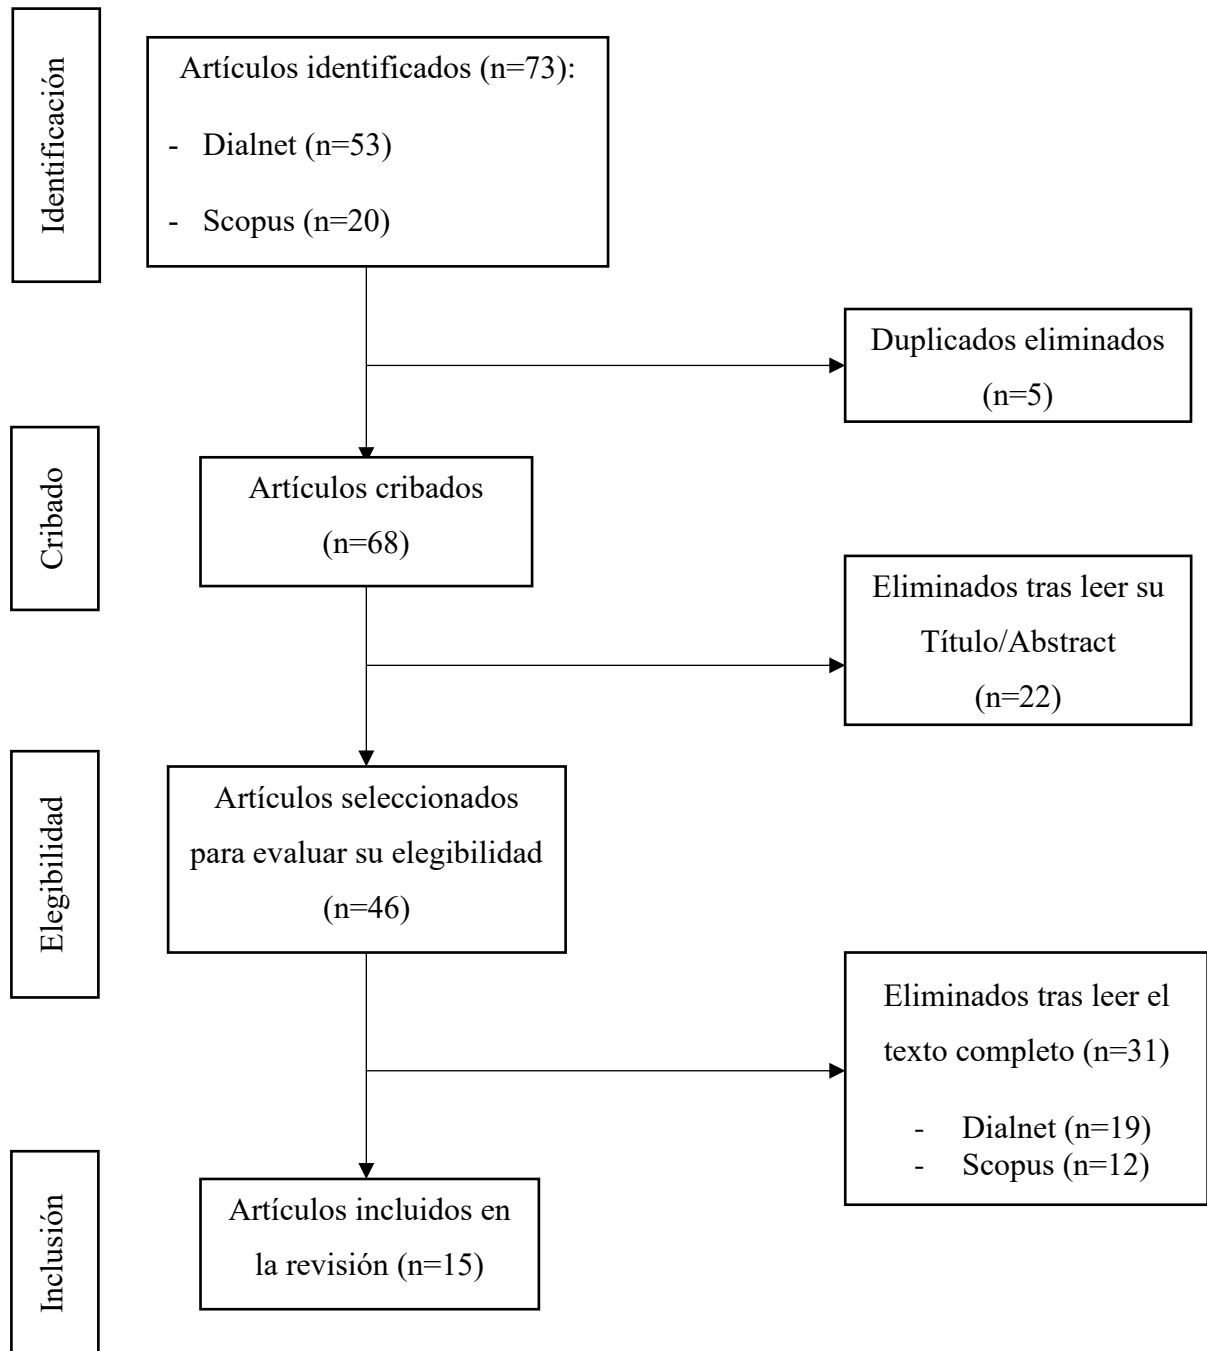 Identificación
Artículos identificados (n=73):
- Dialnet (n=53)
- Scopus (n=20)
Duplicados eliminados
(n=5)
Cribado
Artículos cribados
(n=68)
Eliminados tras leer su
Título/Abstract
(n=22)
Elegibilidad
Artículos seleccionados
para evaluar su elegibilidad
(n=46)
Eliminados tras leer el
texto completo (n=31)
- Dialnet (n=19)
- Scopus (n=12)
Inclusión
Artículos incluidos en
la revisión (n=15)